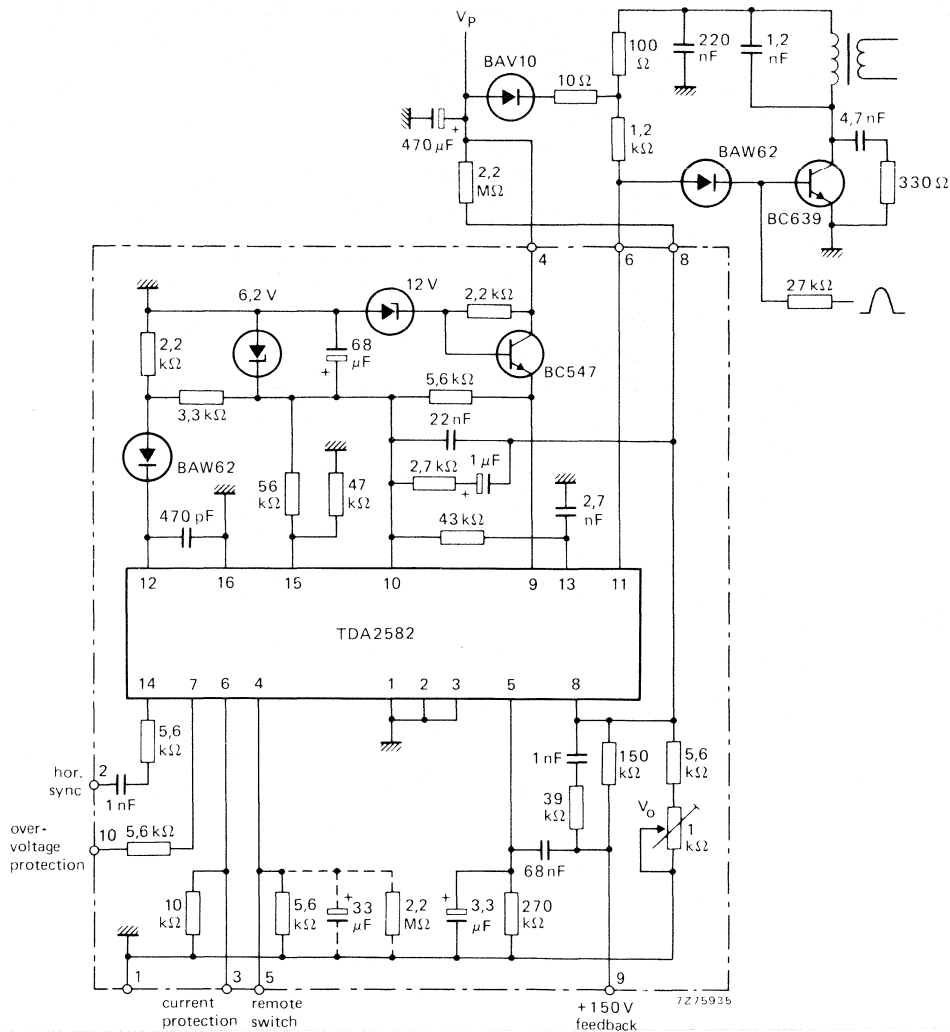 VP
BAV10
10 Ω
100
Ω
220
nF
1,2
nF
470 μF
+
2,2
MΩ
1,2
kΩ
BAW62
4,7 nF
330 Ω
BC639
4
6
8
27 kΩ
6,2 V
12 V
2,2 kΩ
2,2
kΩ
68
μF
+
BC547
3,3 kΩ
5,6 kΩ
22 nF
BAW62
2,7 kΩ
1 μF
+
56
kΩ
47
kΩ
2,7
nF
470 pF
43 kΩ
12
16
15
10
9
13
11
TDA2582
14
7
6
4
1
2
3
5
8
5,6
kΩ
1 nF
150
kΩ
5,6
kΩ
hor.
sync
2
1 nF
39
kΩ
Vo
1
kΩ
over-
voltage
protection
10
5,6 kΩ
68 nF
10
kΩ
5,6
kΩ
+
33
μF
2,2
MΩ
+
3,3
μF
270
kΩ
1
3
5
9
7Z75935
current
protection
remote
switch
+150 V
feedback